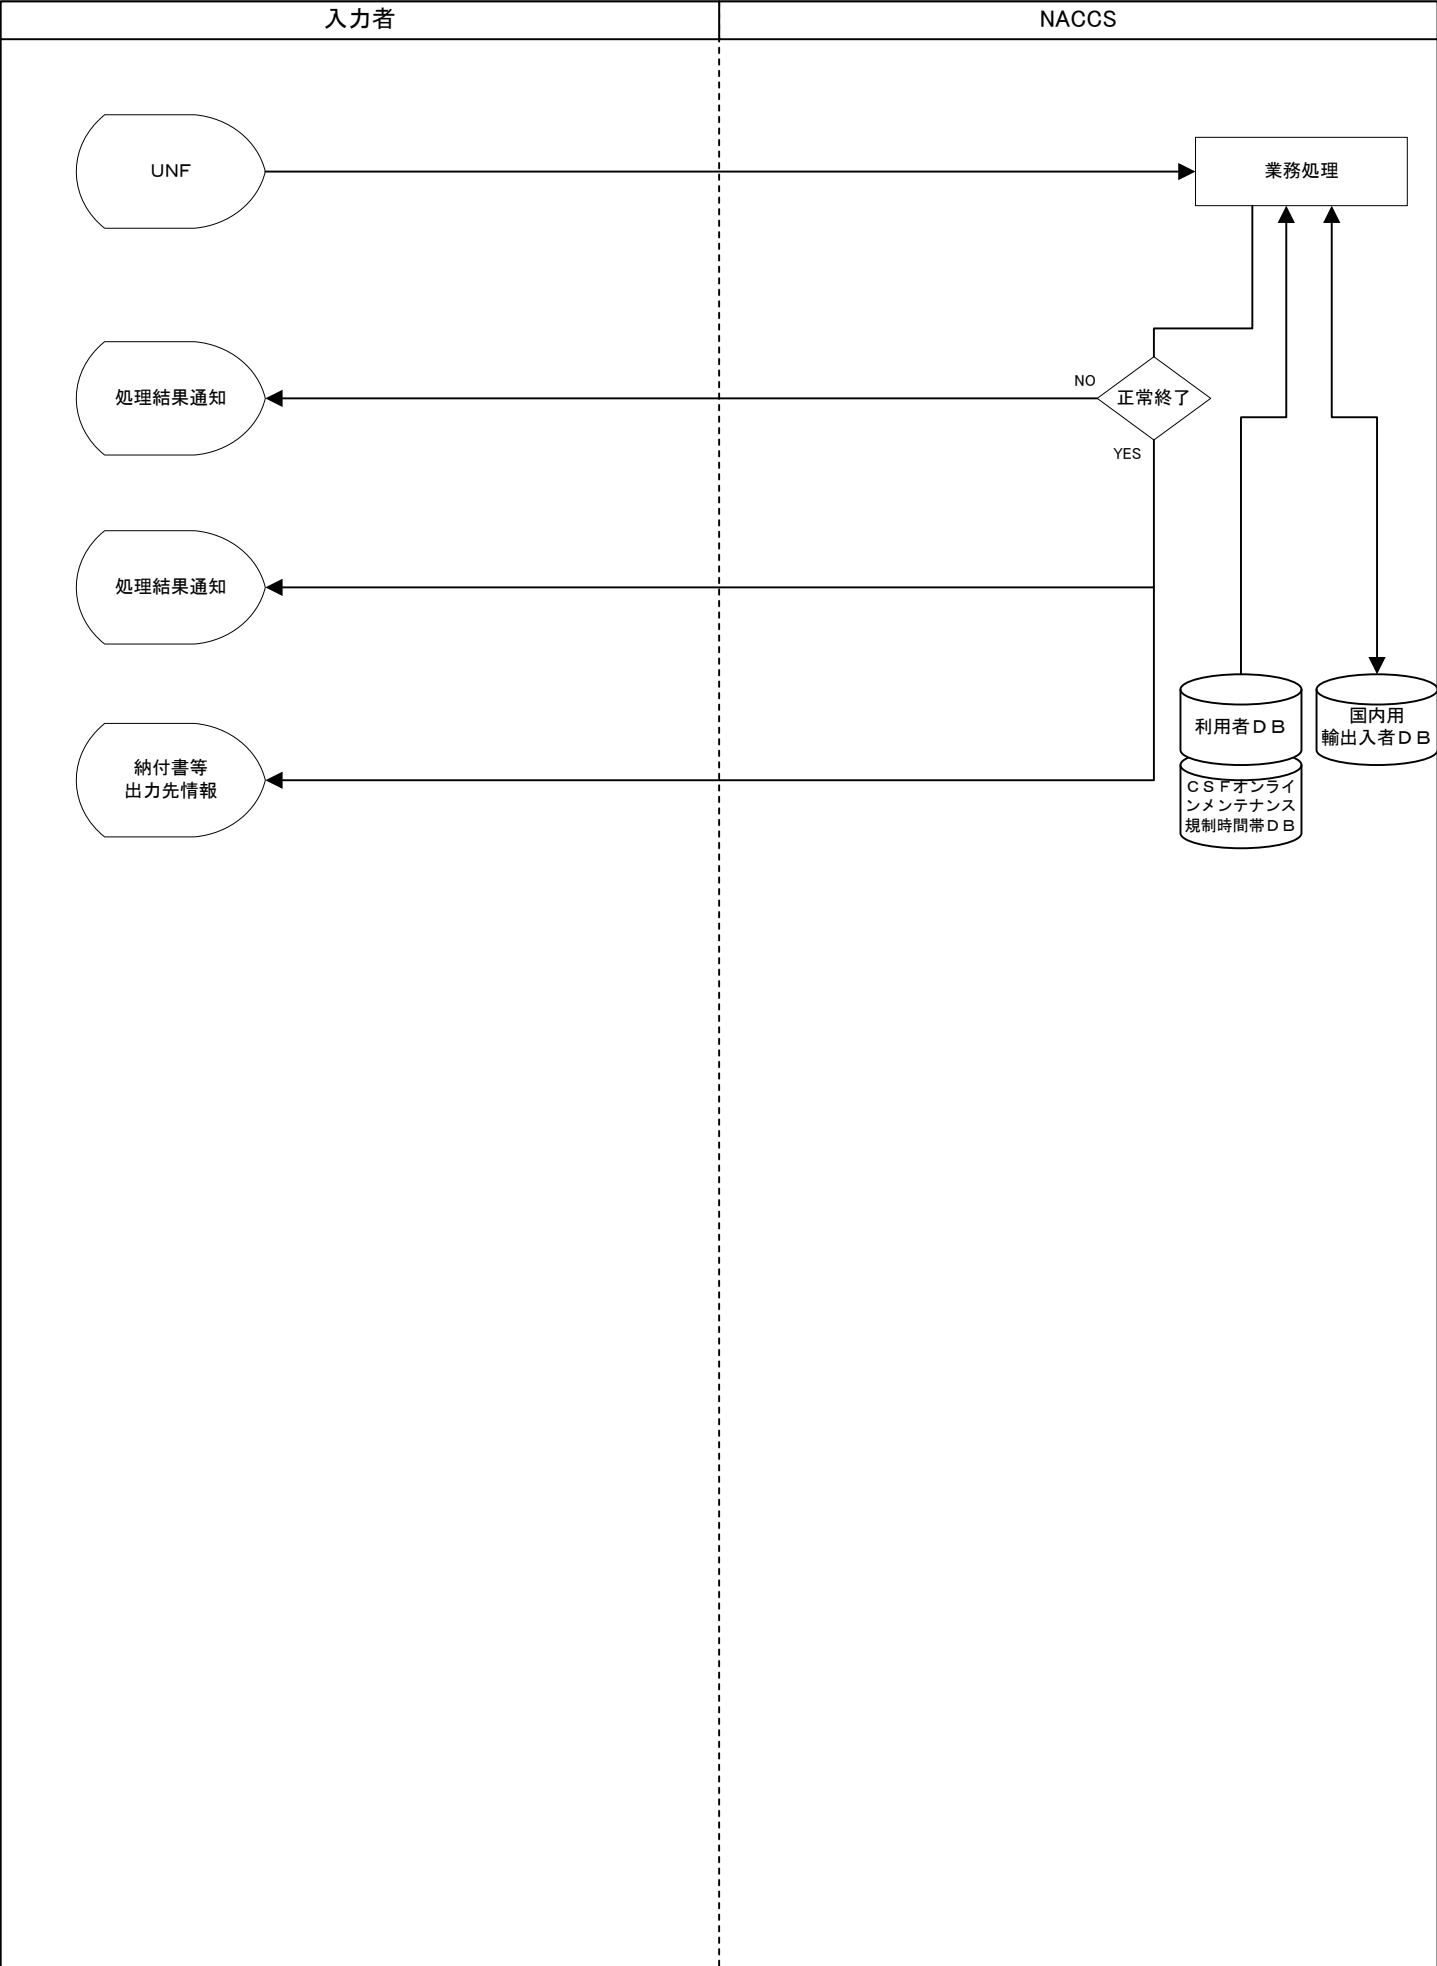 入力者
NACCS
UNF
業務処理
処理結果通知
NO
正常終了
YES
処理結果通知
納付書等
出力先情報
利用者ＤＢ
国内用
輸出入者ＤＢ
ＣＳＦオンライ
ンメンテナンス
規制時間帯ＤＢ